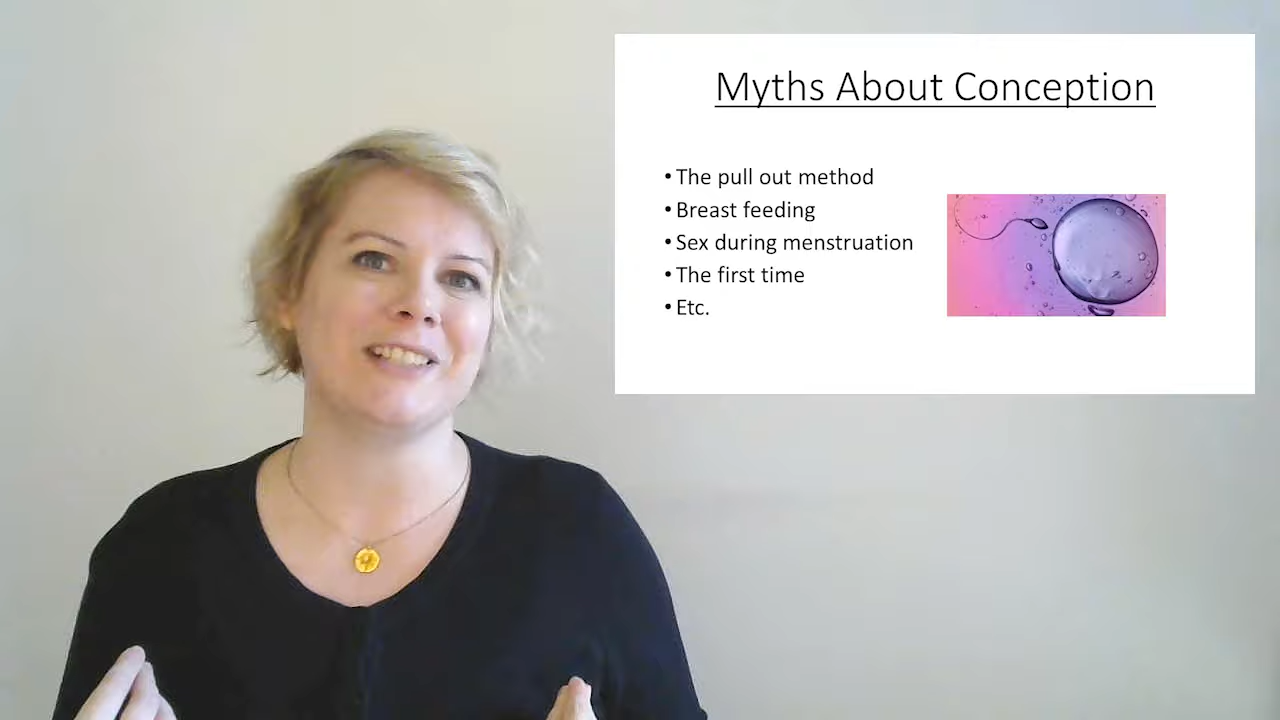 Myths About Conception
• The pull out method
• Breast feeding
• Sex during menstruation
• The first time
• Etc.